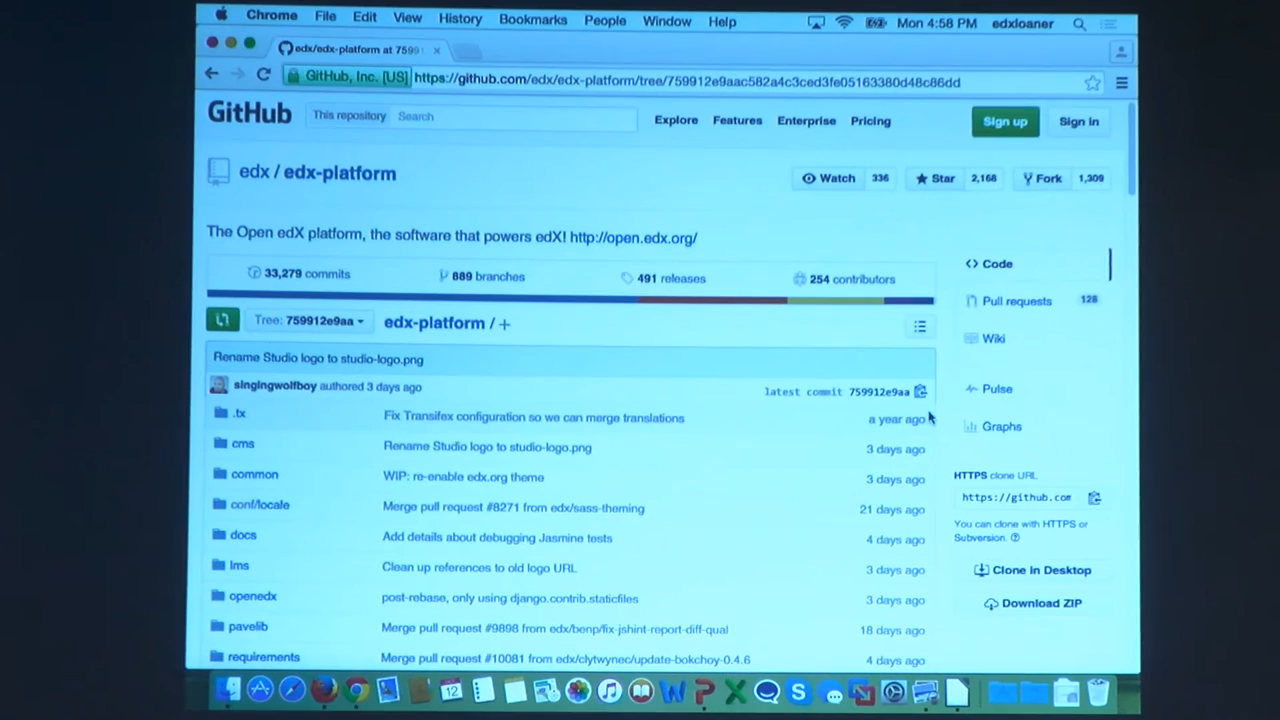 Chrome File Edit View History Bookmarks People Window Help Mon 4:58 PM edxloaner
edx/edx-platform at 7599
GitHub, Inc. [US] https://github.com/edx/edx-platform/tree/759912e9aac582a4c3ced3fe05163380d48c86dd
GitHub This repository Search Explore Features Enterprise Pricing Sign up Sign in
edx / edx-platform Watch 336 Star 2,168 Fork 1,309
The Open edX platform, the software that powers edX! http://open.edx.org/
33,279 commits 889 branches 491 releases 254 contributors
Tree: 759912e9aa edx-platform / +
Rename Studio logo to studio-logo.png
singingwolfboy authored 3 days ago latest commit 759912e9aa
.tx Fix Transifex configuration so we can merge translations a year ago
cms Rename Studio logo to studio-logo.png 3 days ago
common WIP: re-enable edx.org theme 3 days ago
conf/locale Merge pull request #8271 from edx/sass-theming 21 days ago
docs Add details about debugging Jasmine tests 4 days ago
lms Clean up references to old logo URL 3 days ago
openedx post-rebase, only using django.contrib.staticfiles 3 days ago
pavelib Merge pull request #9898 from edx/benp/fix-jshint-report-diff-qual 18 days ago
requirements Merge pull request #10081 from edx/clytwynec/update-bokchoy-0.4.6 4 days ago
Code
Pull requests 128
Wiki
Pulse
Graphs
HTTPS clone URL
https://github.com
You can clone with HTTPS or
Subversion.
Clone in Desktop
Download ZIP
12